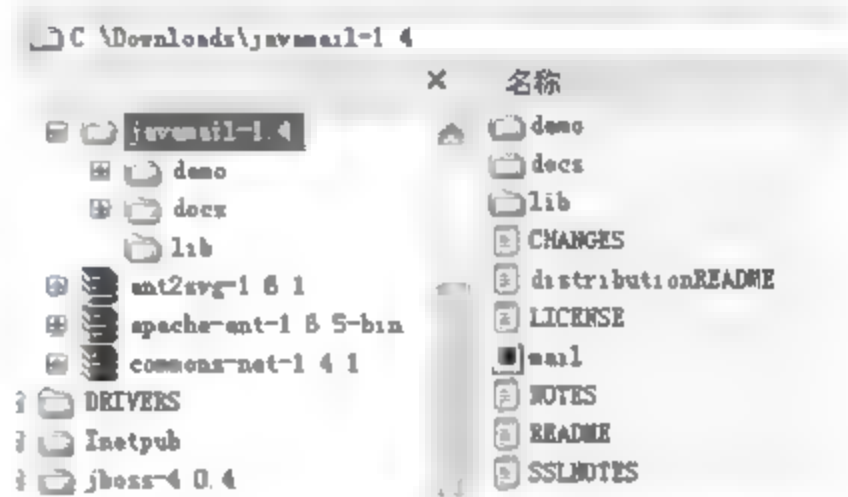 C \Downloads\javamail-1 4
× 名称
javamail-1.4
demo
docs
lib
ant2svg-1 6 1
apache-ant-1 6 5-bin
commons-net-1 4 1
DRIVERS
Inetpub
jboss-4 0.4
demo
docs
lib
CHANGES
distributionREADME
LICENSE
mail
NOTES
README
SSLNOTES